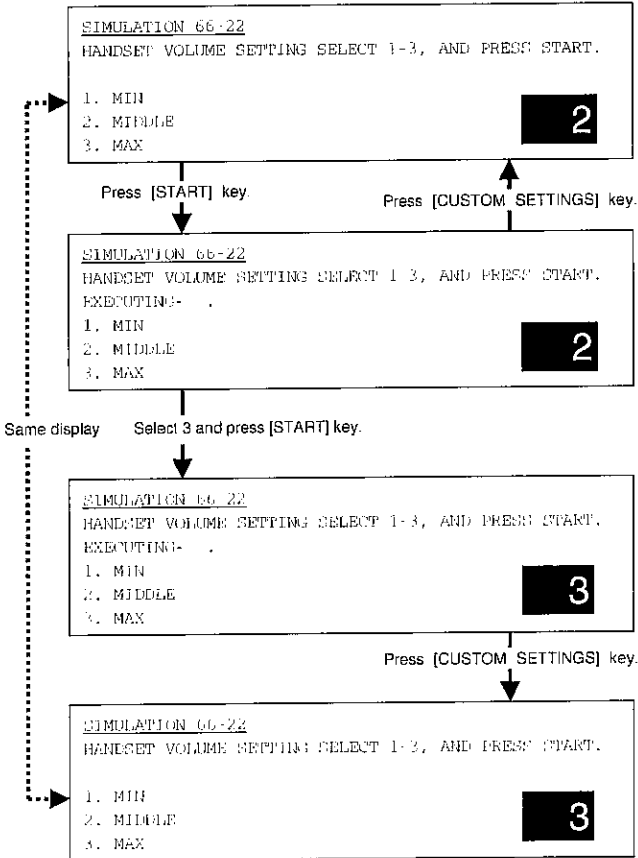 SIMULATION 66-22
HANDSET VOLUME SETTING SELECT 1-3, AND PRESS START.
1. MIN
2. MIDDLE
3. MAX
2
Press [START] key.
Press [CUSTOM SETTINGS] key.
SIMULATION 66-22
HANDSET VOLUME SETTING SELECT 1-3, AND PRESS START.
EXECUTING- .
1. MIN
2. MIDDLE
3. MAX
2
Same display
Select 3 and press [START] key.
SIMULATION 66-22
HANDSET VOLUME SETTING SELECT 1-3, AND PRESS START.
EXECUTING- .
1. MIN
2. MIDDLE
3. MAX
3
Press [CUSTOM SETTINGS] key.
SIMULATION 66-22
HANDSET VOLUME SETTING SELECT 1-3, AND PRESS START.
1. MIN
2. MIDDLE
3. MAX
3